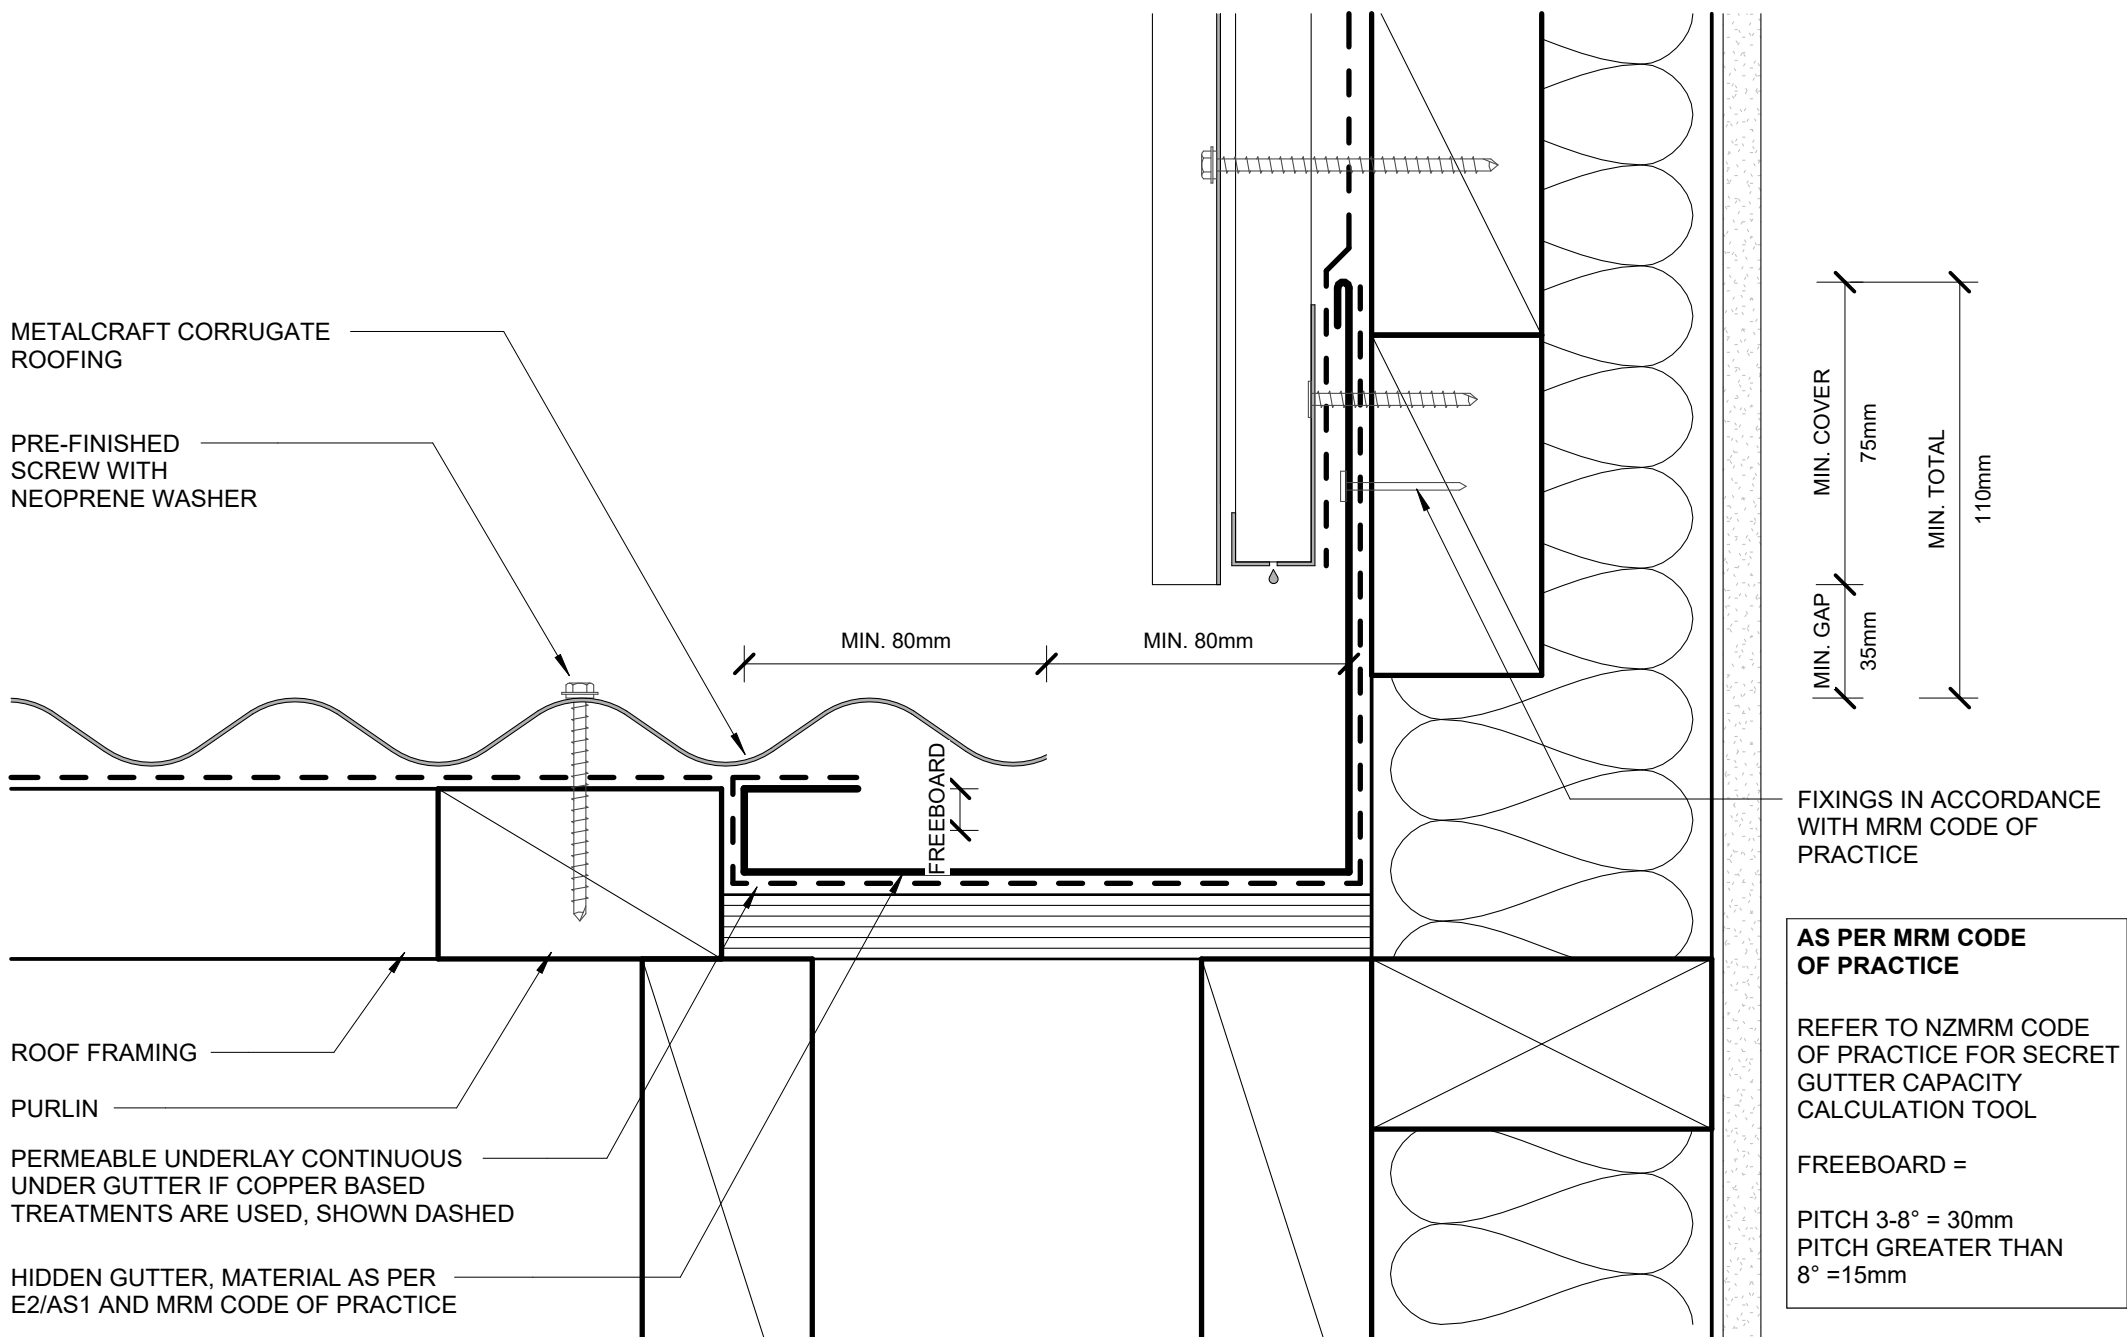 METALCRAFT CORRUGATE
ROOFING
PRE-FINISHED
SCREW WITH
NEOPRENE WASHER
MIN. 80mm
MIN. 80mm
FREEBOARD
MIN. COVER
75mm
MIN. GAP
35mm
MIN. TOTAL
110mm
ROOF FRAMING
PURLIN
PERMEABLE UNDERLAY CONTINUOUS
UNDER GUTTER IF COPPER BASED
TREATMENTS ARE USED, SHOWN DASHED
HIDDEN GUTTER, MATERIAL AS PER
E2/AS1 AND MRM CODE OF PRACTICE
FIXINGS IN ACCORDANCE
WITH MRM CODE OF
PRACTICE
AS PER MRM CODE
OF PRACTICE
REFER TO NZMRM CODE
OF PRACTICE FOR SECRET
GUTTER CAPACITY
CALCULATION TOOL
FREEBOARD =
PITCH 3-8° = 30mm
PITCH GREATER THAN
8° =15mm